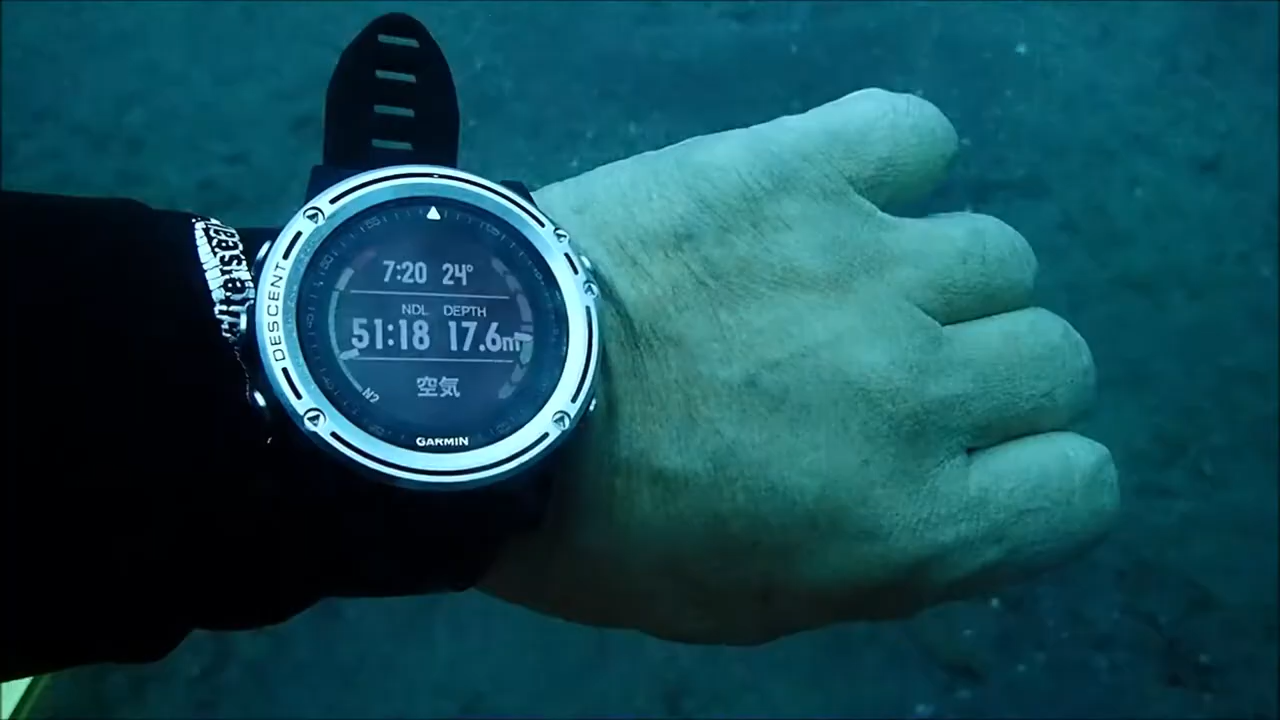 DESCENT
7:20 24°
NDL DEPTH
51:18 17.6m
N2
空気
GARMIN